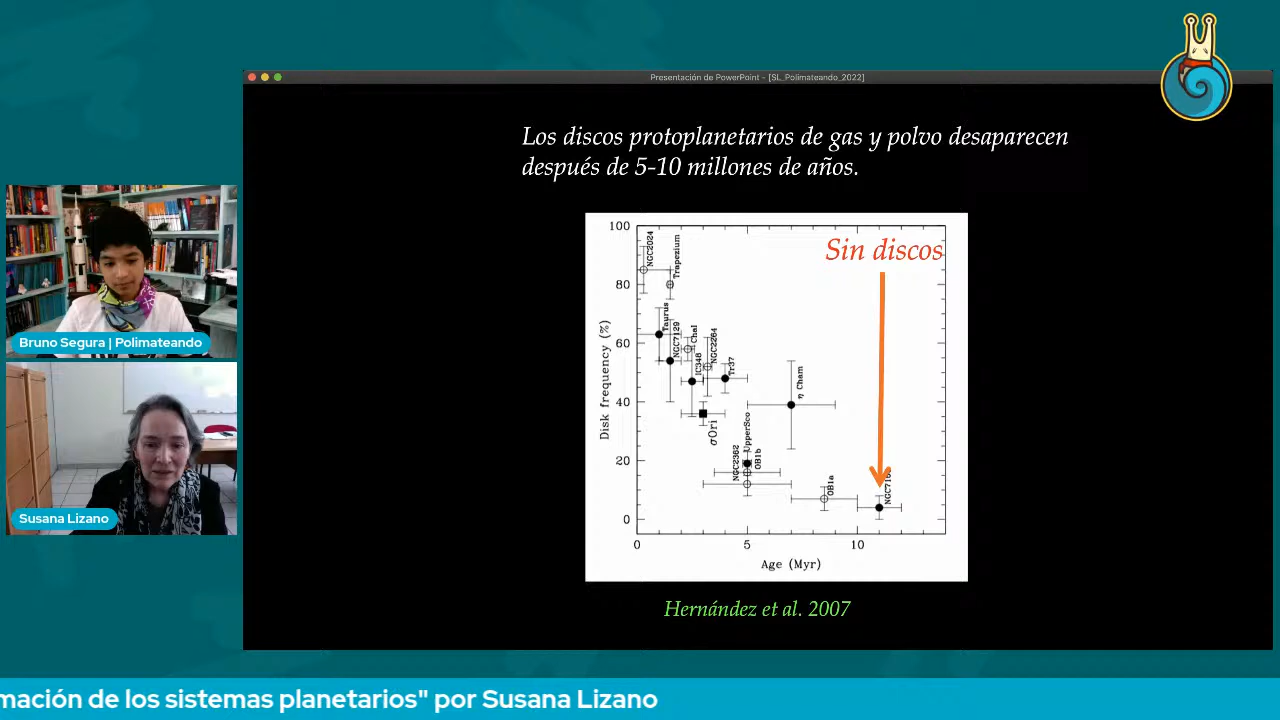 Presentación de PowerPoint - [SL_Polimateando_2022]
Los discos protoplanetarios de gas y polvo desaparecen
después de 5-10 millones de años.
Sin discos
100
80
60
40
20
0
Disk frequency (%)
NGC2024
Trapezium
Taurus
NGC7129
ChaI
IC348
NGC2264
Tr37
σOri
η Cham
NGC2362
UpperSco
OB1b
OB1a
0
5
10
Age (Myr)
Hernández et al. 2007
Bruno Segura | Polimateando
Susana Lizano
mación de los sistemas planetarios" por Susana Lizano